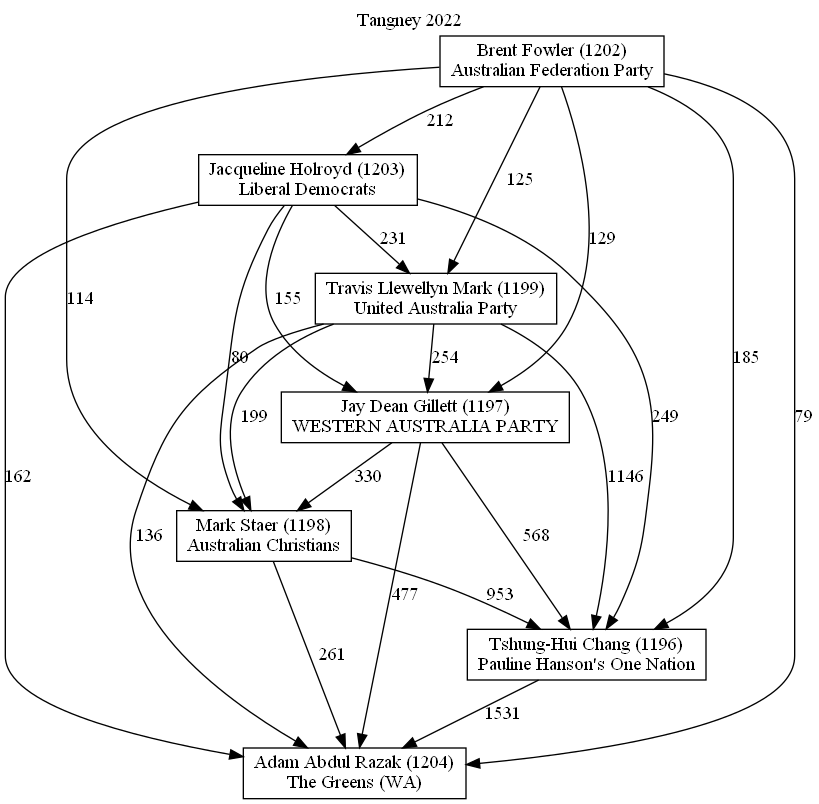 Tangney 2022
Brent Fowler (1202)
Australian Federation Party
212
Jacqueline Holroyd (1203)
Liberal Democrats
125
231
129
Travis Llewellyn Mark (1199)
United Australia Party
114
155
80
254
185
Jay Dean Gillett (1197)
WESTERN AUSTRALIA PARTY
199
249
79
162
330
1146
Mark Staer (1198)
Australian Christians
136
568
477
953
Tshung-Hui Chang (1196)
Pauline Hanson's One Nation
261
1531
Adam Abdul Razak (1204)
The Greens (WA)